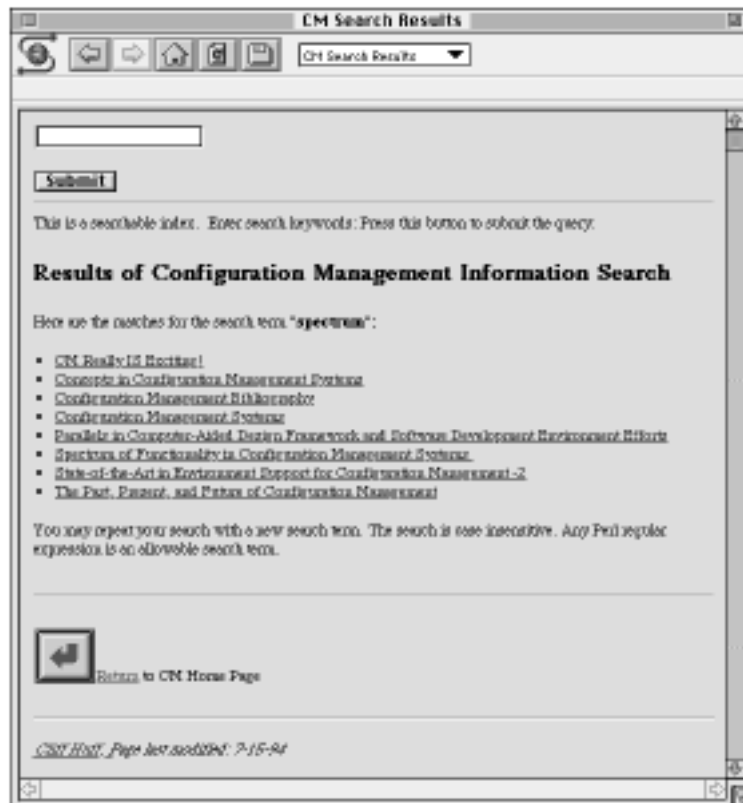 CM Search Results
CM Search Results
Submit
This is a searchable index. Enter search keywords: Press this button to submit the query:
Results of Configuration Management Information Search
Here are the matches for the search term "spectrum":
CM Really IS Exciting!
Concepts in Configuration Management Systems
Configuration Management Bibliography
Configuration Management Systems
Parallels in Computer-Aided Design Framework and Software Development Environment Efforts
Spectrum of Functionality in Configuration Management Systems
State-of-the-Art in Environment Support for Configuration Management -2
The Past, Present, and Future of Configuration Management
You may repeat your search with a new search term. The search is case insensitive. Any Perl regular
expression is an allowable search term.
Return to CM Home Page
Cliff Huff, Page last modified: 7-15-94